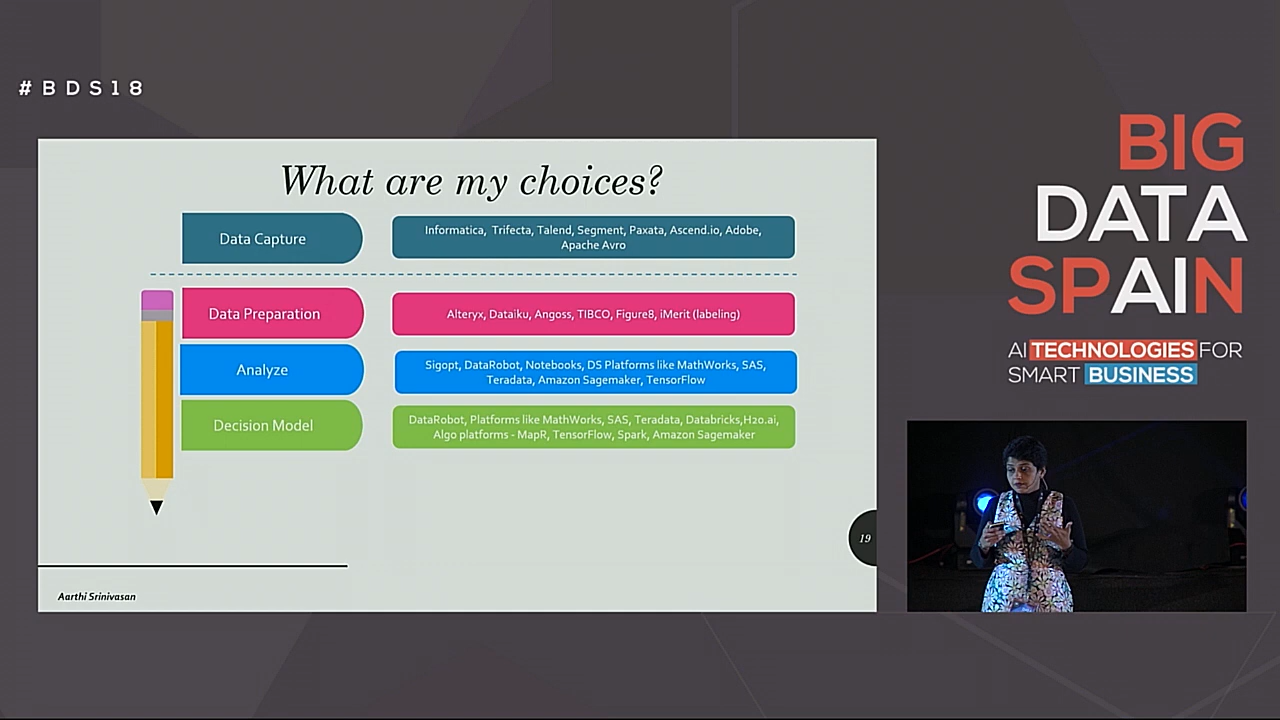 #BDS18
What are my choices?
Data Capture
Informatica, Trifecta, Talend, Segment, Paxata, Ascend.io, Adobe,
Apache Avro
Data Preparation
Alteryx, Dataiku, Angoss, TIBCO, Figure8, iMerit (labeling)
Analyze
Sigopt, DataRobot, Notebooks, DS Platforms like MathWorks, SAS,
Teradata, Amazon Sagemaker, TensorFlow
Decision Model
DataRobot, Platforms like MathWorks, SAS, Teradata, Databricks,H2o.ai,
Algo platforms - MapR, TensorFlow, Spark, Amazon Sagemaker
19
Aarthi Srinivasan
BIG
DATA
SPAIN
AI TECHNOLOGIES FOR
SMART BUSINESS